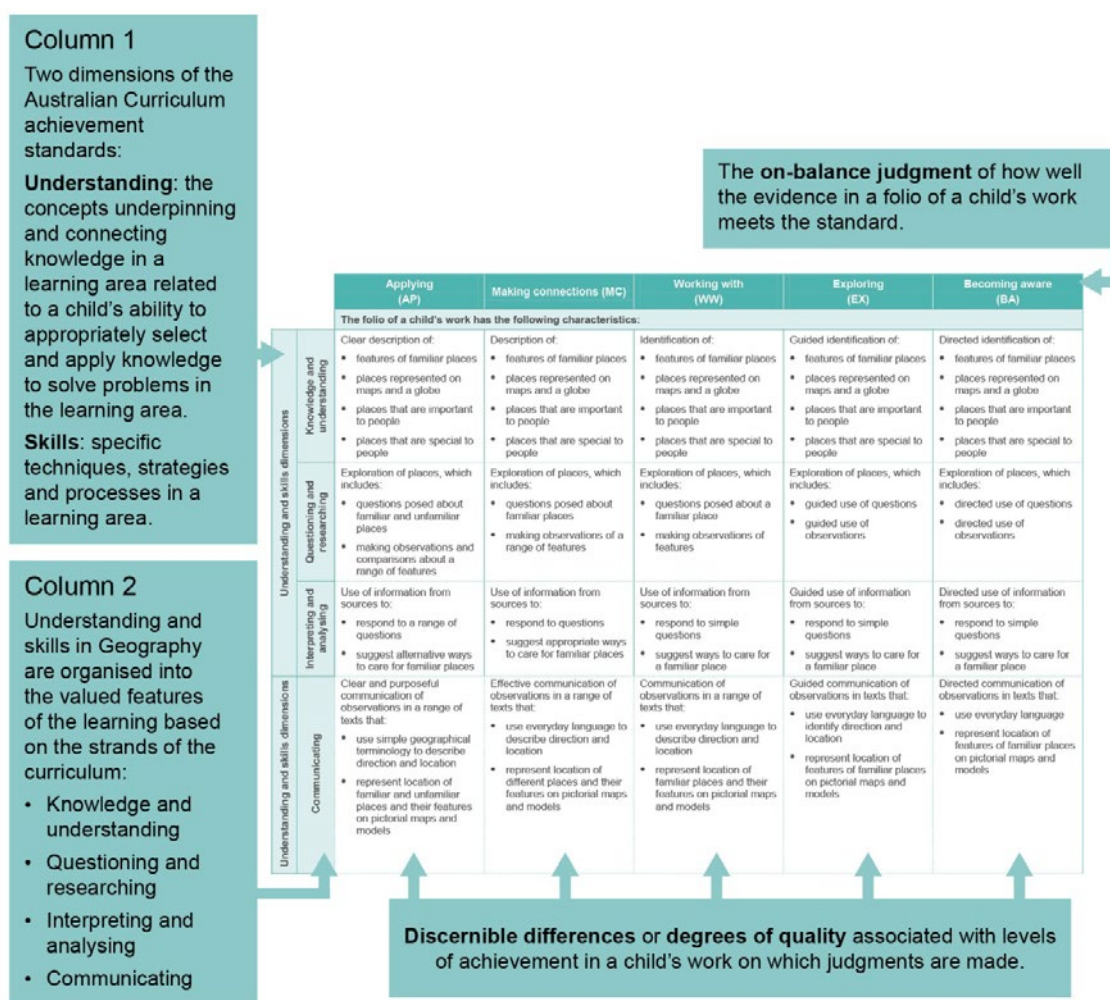 Column 1
Two dimensions of the
Australian Curriculum
achievement
standards:
Understanding: the
concepts underpinning
and connecting
knowledge in a
learning area related
to a child's ability to
appropriately select
and apply knowledge
to solve problems in
the learning area.
Skills: specific
techniques, strategies
and processes in a
learning area.
Column 2
Understanding and
skills in Geography
are organised into
the valued features
of the learning based
on the strands of the
curriculum:
• Knowledge and
understanding
• Questioning and
researching
• Interpreting and
analysing
• Communicating
The on-balance judgment of how well
the evidence in a folio of a child's work
meets the standard.
Applying
(AP)
Making connections (MC)
Working with
(WW)
Exploring
(EX)
Becoming aware
(BA)
The folio of a child's work has the following characteristics:
Understanding and skills dimensions
Knowledge and
understanding
Clear description of:
• features of familiar places
• places represented on
maps and a globe
• places that are important
to people
• places that are special to
people
Description of:
• features of familiar places
• places represented on
maps and a globe
• places that are important
to people
• places that are special to
people
Identification of:
• features of familiar places
• places represented on
maps and a globe
• places that are important
to people
• places that are special to
people
Guided identification of:
• features of familiar places
• places represented on
maps and a globe
• places that are important
to people
• places that are special to
people
Directed identification of:
• features of familiar places
• places represented on
maps and a globe
• places that are important
to people
• places that are special to
people
Questioning and
researching
Exploration of places, which
includes:
• questions posed about
familiar and unfamiliar
places
• making observations and
comparisons about a
range of features
Exploration of places, which
includes:
• questions posed about
familiar places
• making observations of a
range of features
Exploration of places, which
includes:
• questions posed about a
familiar place
• making observations of
features
Exploration of places, which
includes:
• guided use of questions
• guided use of
observations
Exploration of places, which
includes:
• directed use of questions
• directed use of
observations
Interpreting and
analysing
Use of information from
sources to:
• respond to a range of
questions
• suggest alternative ways
to care for familiar places
Use of information from
sources to:
• respond to questions
• suggest appropriate ways
to care for familiar places
Use of information from
sources to:
• respond to simple
questions
• suggest ways to care for
a familiar place
Guided use of information
from sources to:
• respond to simple
questions
• suggest ways to care for
a familiar place
Directed use of information
from sources to:
• respond to simple
questions
• suggest ways to care for
a familiar place
Understanding and skills dimensions
Communicating
Clear and purposeful
communication of
observations in a range of
texts that:
• use simple geographical
terminology to describe
direction and location
• represent location of
familiar and unfamiliar
places and their features
on pictorial maps and
models
Effective communication of
observations in a range of
texts that:
• use everyday language to
describe direction and
location
• represent location of
different places and their
features on pictorial maps
and models
Communication of
observations in a range of
texts that:
• use everyday language to
describe direction and
location
• represent location of
familiar places and their
features on pictorial maps
and models
Guided communication of
observations in texts that:
• use everyday language to
identify direction and
location
• represent location of
features of familiar places
on pictorial maps and
models
Directed communication of
observations in texts that:
• use everyday language
• represent location of
features of familiar places
on pictorial maps and
models
Discernible differences or degrees of quality associated with levels
of achievement in a child's work on which judgments are made.